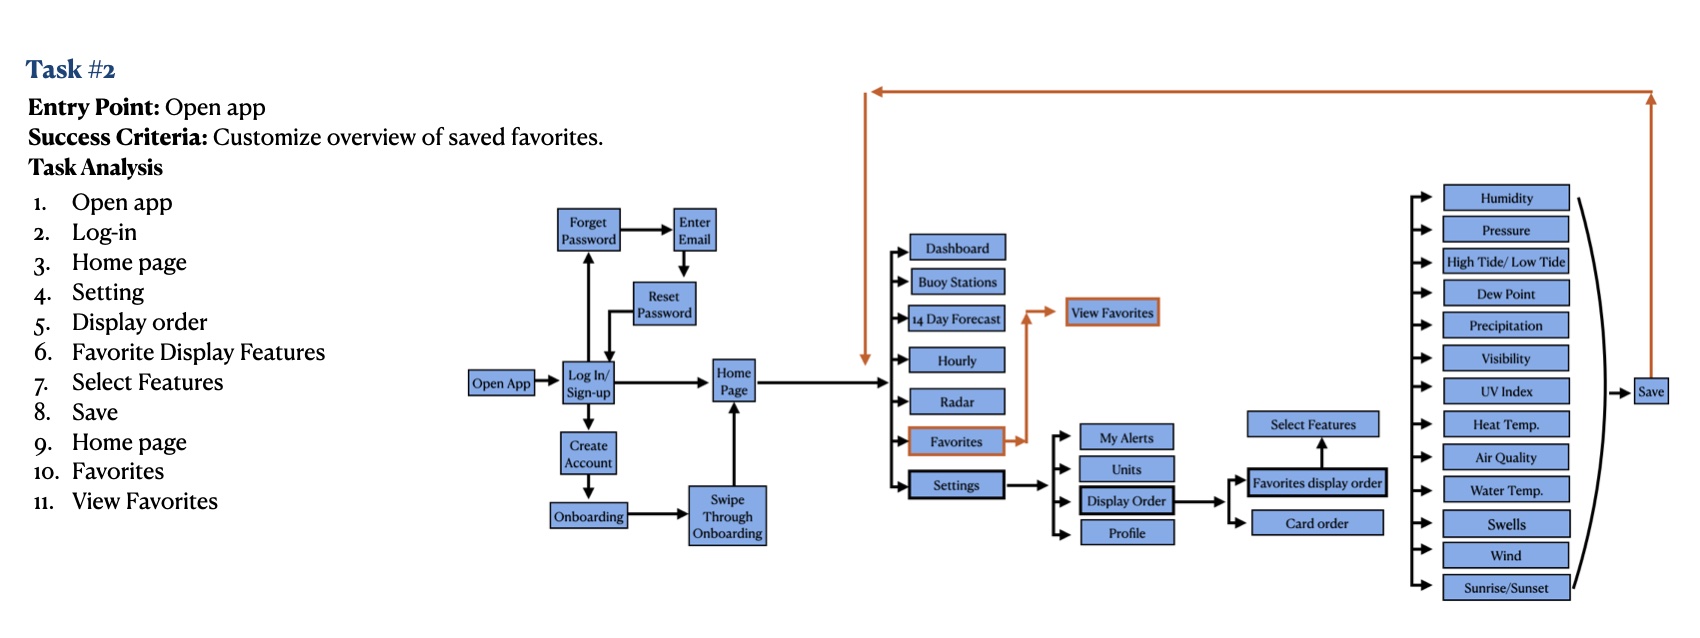 Task #2
Entry Point: Open app
Success Criteria: Customize overview of saved favorites.
Task Analysis
1. Open app
2. Log-in
3. Home page
4. Setting
5. Display order
6. Favorite Display Features
7. Select Features
8. Save
9. Home page
10. Favorites
11. View Favorites
Open App
Log In/
Sign-up
Forget
Password
Enter
Email
Reset
Password
Create
Account
Onboarding
Swipe
Through
Onboarding
Home
Page
Dashboard
Buoy Stations
14 Day Forecast
Hourly
Radar
Favorites
Settings
View Favorites
My Alerts
Units
Display Order
Profile
Select Features
Favorites display order
Card order
Humidity
Pressure
High Tide/ Low Tide
Dew Point
Precipitation
Visibility
UV Index
Heat Temp.
Air Quality
Water Temp.
Swells
Wind
Sunrise/Sunset
Save